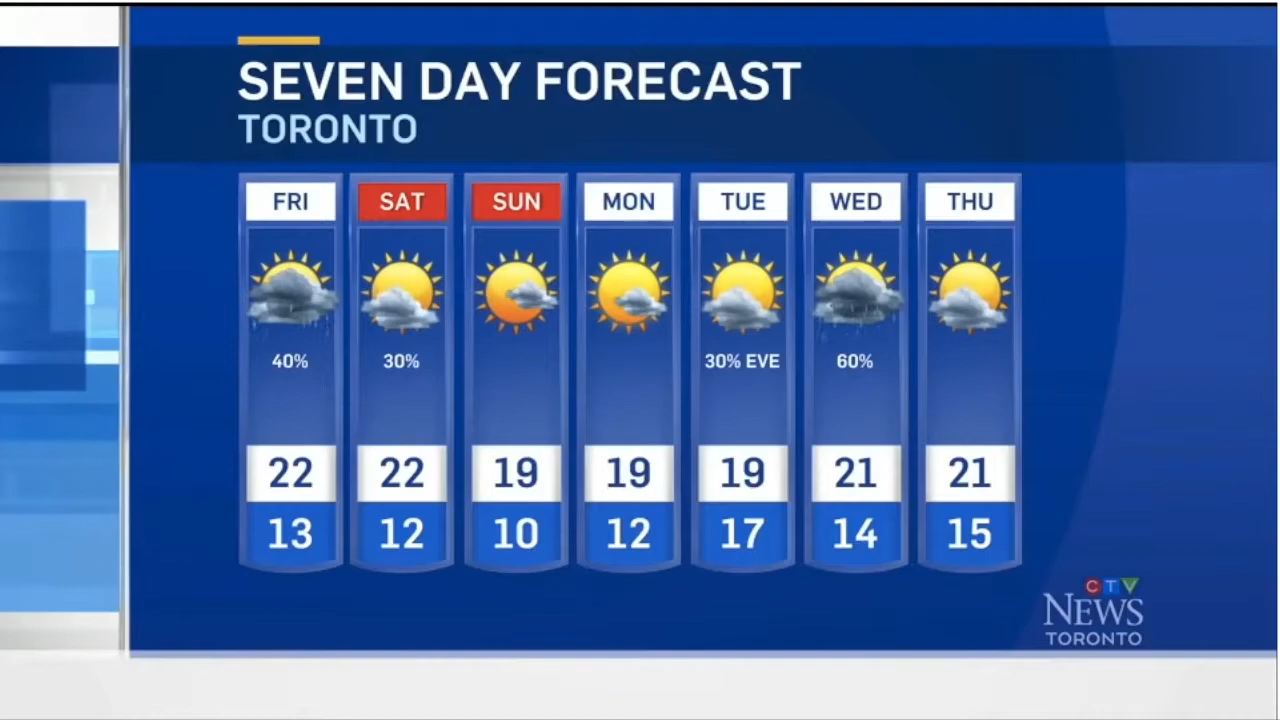 SEVEN DAY FORECAST
TORONTO
FRI SAT SUN MON TUE WED THU
40% 30% 30% EVE 60%
22 22 19 19 19 21 21
13 12 10 12 17 14 15
CTV
NEWS
TORONTO